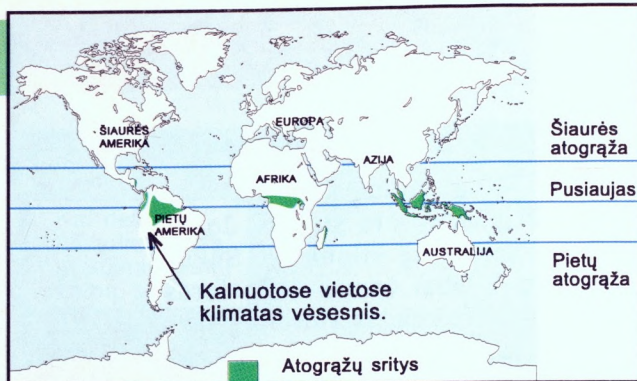 ŠIAURĖS
AMERIKA
EUROPA
AZIJA
AFRIKA
PIETŲ
AMERIKA
AUSTRALIJA
Šiaurės
atogrąža
Pusiaujas
Pietų
atogrąža
Kalnuotose vietose
klimatas vėsesnis.
Atogrąžų sritys